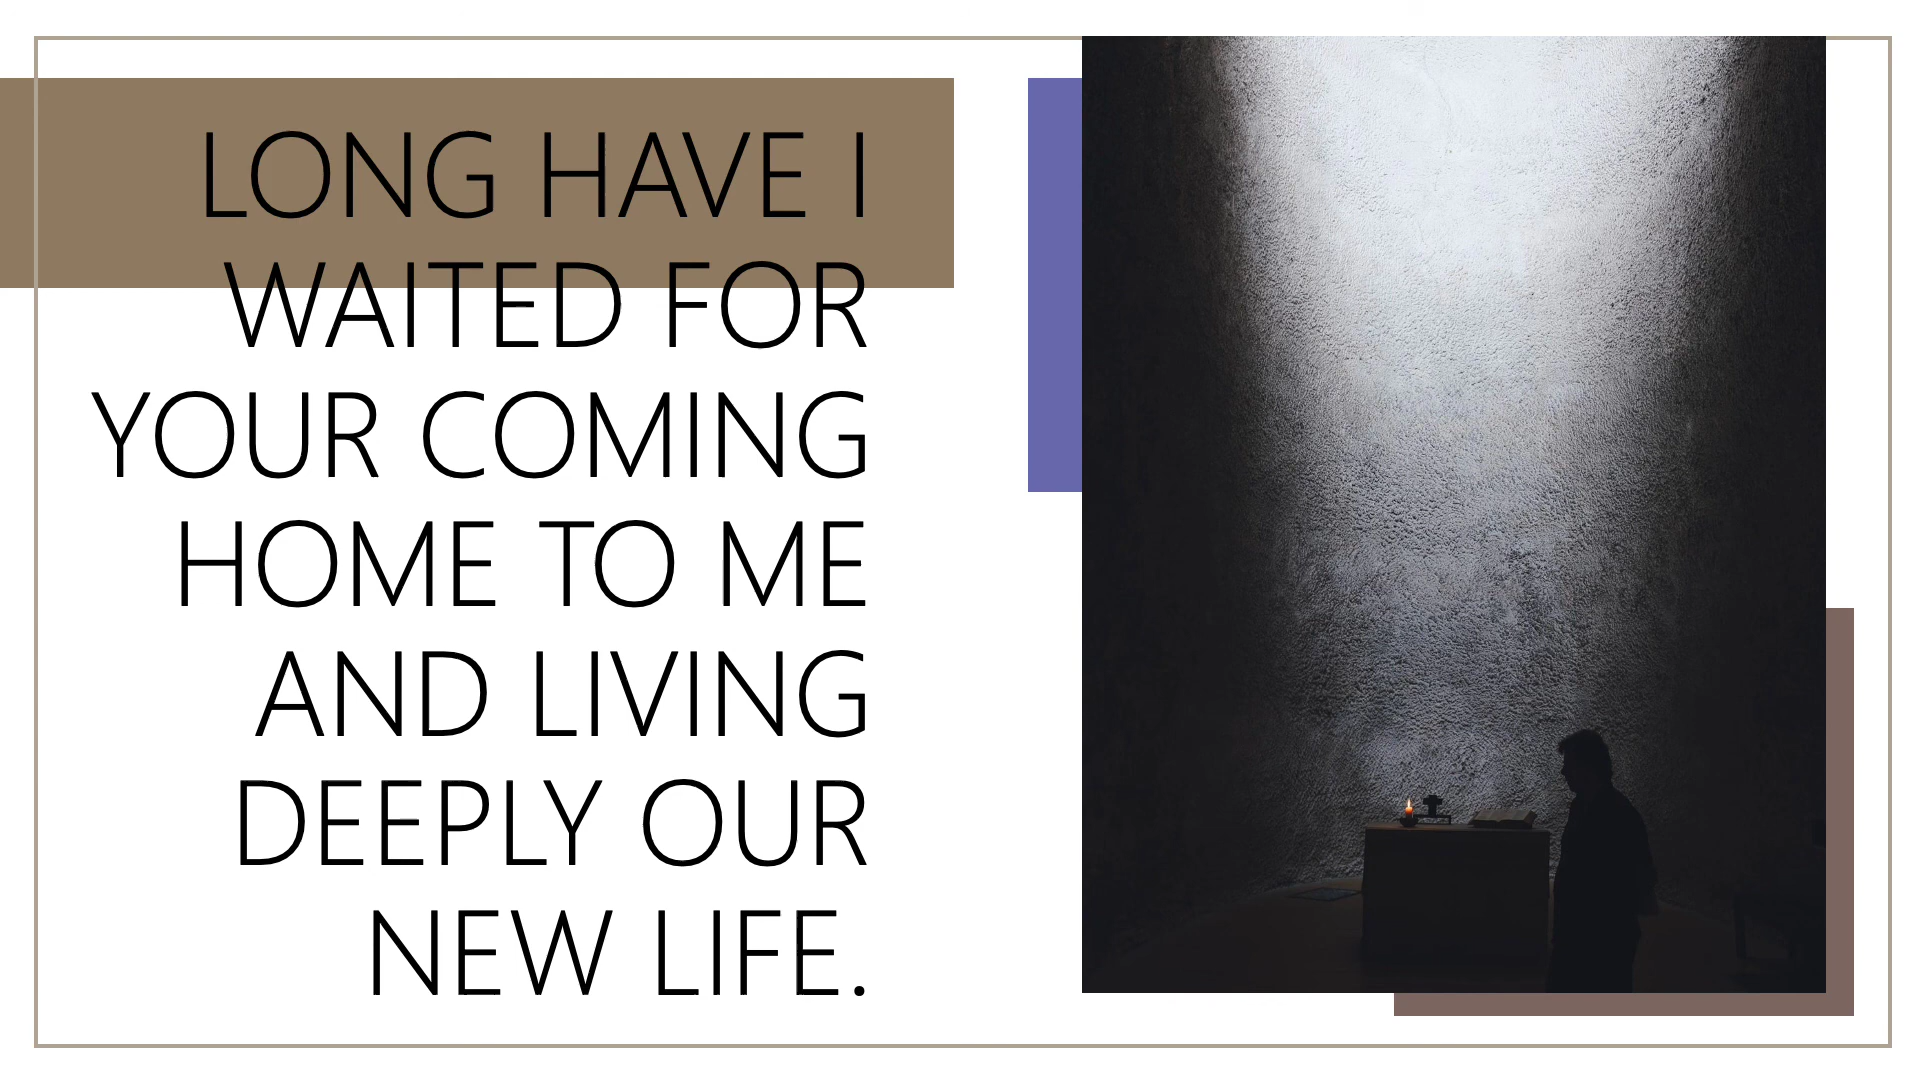 LONG HAVE I
WAITED FOR
YOUR COMING
HOME TO ME
AND LIVING
DEEPLY OUR
NEW LIFE.